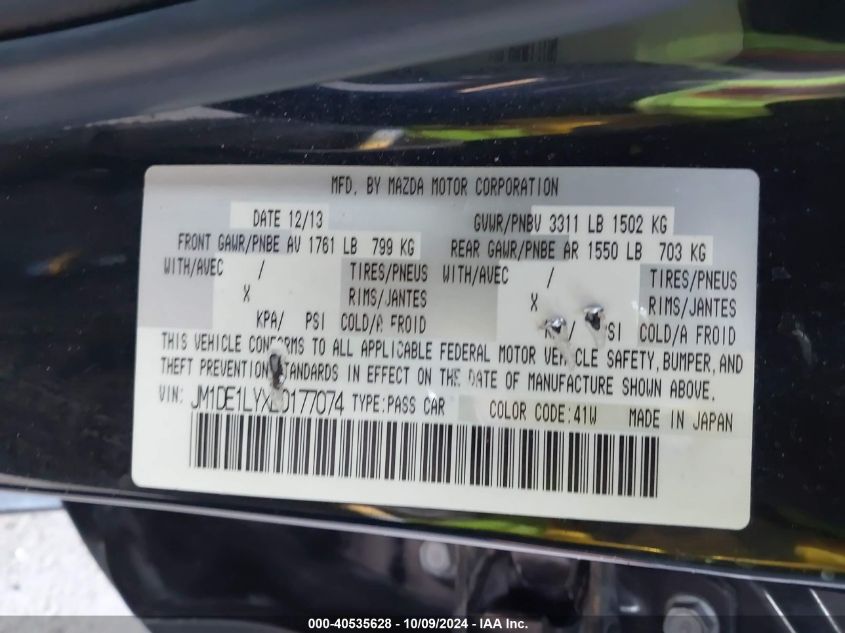 MFD. BY MAZDA MOTOR CORPORATION
DATE 12/13 GVWR/PNBV 3311 LB 1502 KG
FRONT GAWR/PNBE AV 1761 LB 799 KG REAR GAWR/PNBE AR 1550 LB 703 KG
WITH/AVEC / TIRES/PNEUS WITH/AVEC / TIRES/PNEUS
X RIMS/JANTES X RIMS/JANTES
KPA/ PSI COLD/A FROID / PSI COLD/A FROID
THIS VEHICLE CONFORMS TO ALL APPLICABLE FEDERAL MOTOR VEHICLE SAFETY, BUMPER, AND
THEFT PREVENTION STANDARDS IN EFFECT ON THE DATE OF MANUFACTURE SHOWN ABOVE.
VIN: JM1DE1LYXE0177074 TYPE:PASS CAR COLOR CODE:41W MADE IN JAPAN
000-40535628 - 10/09/2024 - IAA Inc.